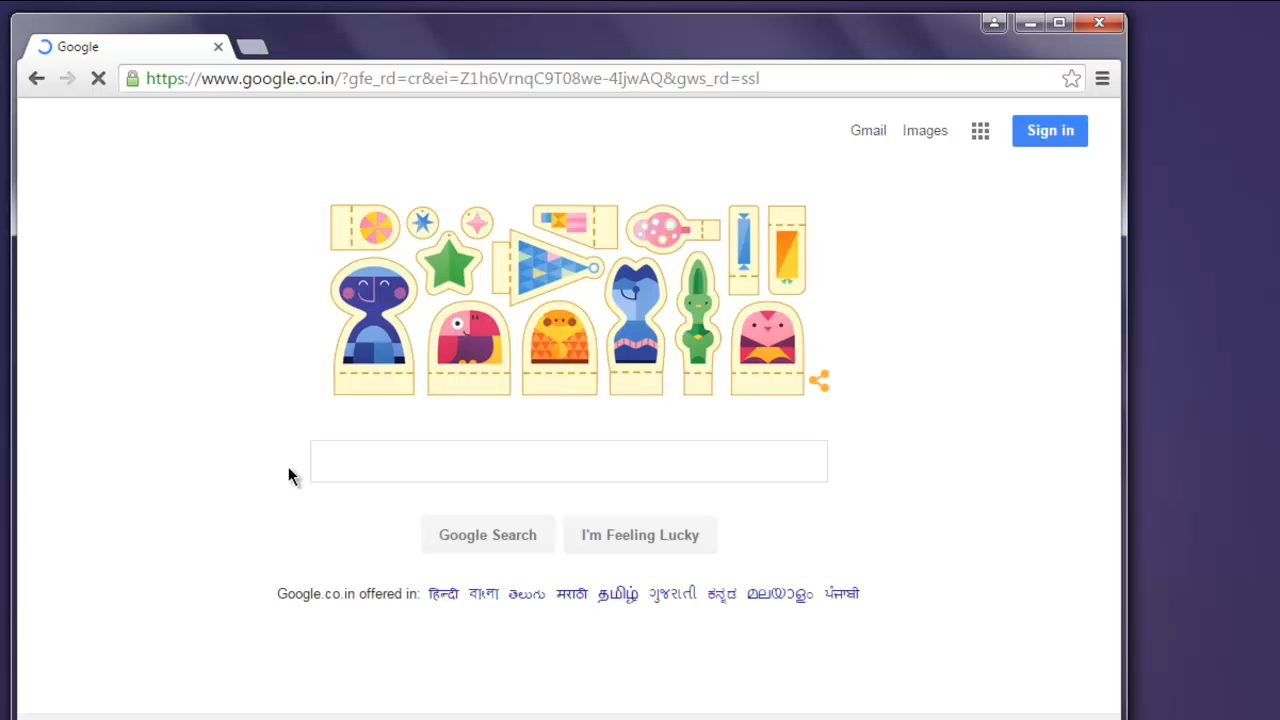 Google
https://www.google.co.in/?gfe_rd=cr&ei=Z1h6VrnqC9T08we-4IjwAQ&gws_rd=ssl
Gmail Images Sign in
Google Search I'm Feeling Lucky
Google.co.in offered in: हिन्दी বাংলা తెలుగు मराठी தமிழ் ગુજરાતી ಕನ್ನಡ മലയാളം ਪੰਜਾਬੀ